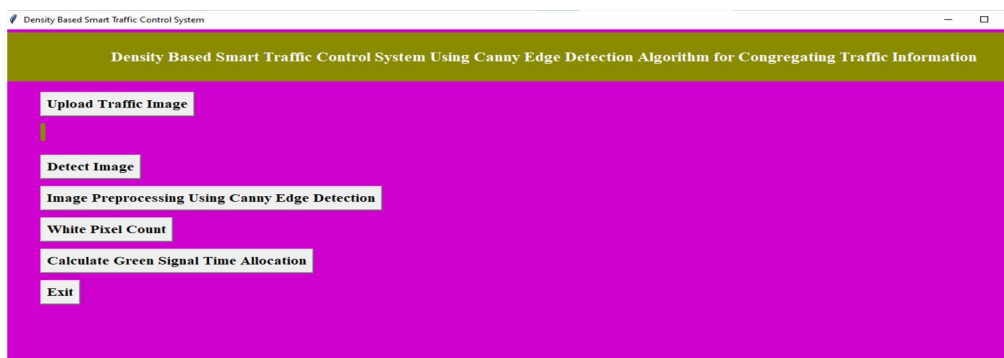 Density Based Smart Traffic Control System
Density Based Smart Traffic Control System Using Canny Edge Detection Algorithm for Congregating Traffic Information
Upload Traffic Image
Detect Image
Image Preprocessing Using Canny Edge Detection
White Pixel Count
Calculate Green Signal Time Allocation
Exit